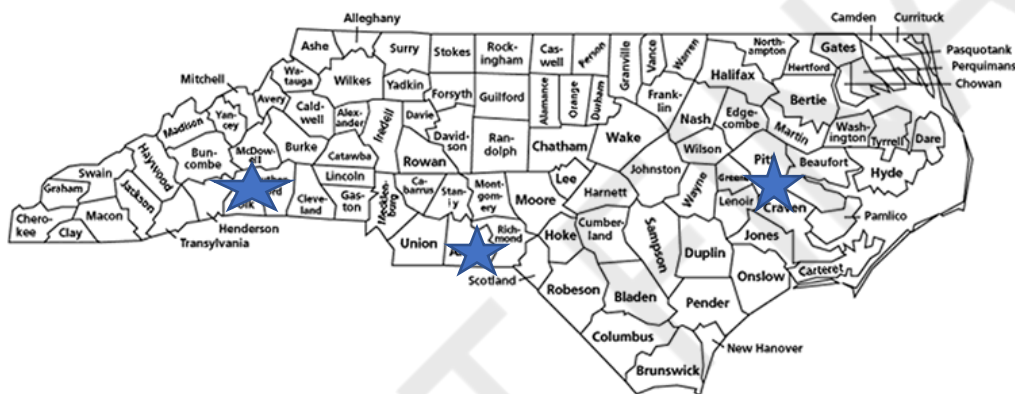 Alleghany
Camden
Currituck
Ashe
Surry
Stokes
Rock-
ingham
Cas-
well
Person
Granville
Vance
Warren
North-
ampton
Gates
Pasquotank
Perquimans
Chowan
Hertford
Halifax
Mitchell
Wa-
tauga
Wilkes
Yadkin
Forsyth
Guilford
Alamance
Orange
Durham
Frank-
lin
Bertie
Avery
Cald-
well
Alex-
ander
Iredell
Davie
Nash
Edge-
combe
Martin
Wash-
ington
Tyrrell
Dare
Madison
Yan-
cey
Burke
Catawba
Rowan
David-
son
Ran-
dolph
Chatham
Wake
Wilson
Pitt
Beaufort
Hyde
Haywood
Bun-
combe
McDow-
ell
Lincoln
Swain
Graham
Jackson
Cleve-
land
Gas-
ton
Mecklen-
burg
Ca-
barrus
Stan-
ly
Mont-
gom-
ery
Moore
Lee
Harnett
Johnston
Wayne
Lenoir
Craven
Pamlico
Chero-
kee
Clay
Macon
Transylvania
Henderson
Union
Rich-
mond
Scotland
Hoke
Cumber-
land
Sampson
Duplin
Jones
Carteret
Onslow
Robeson
Bladen
Pender
Columbus
New Hanover
Brunswick